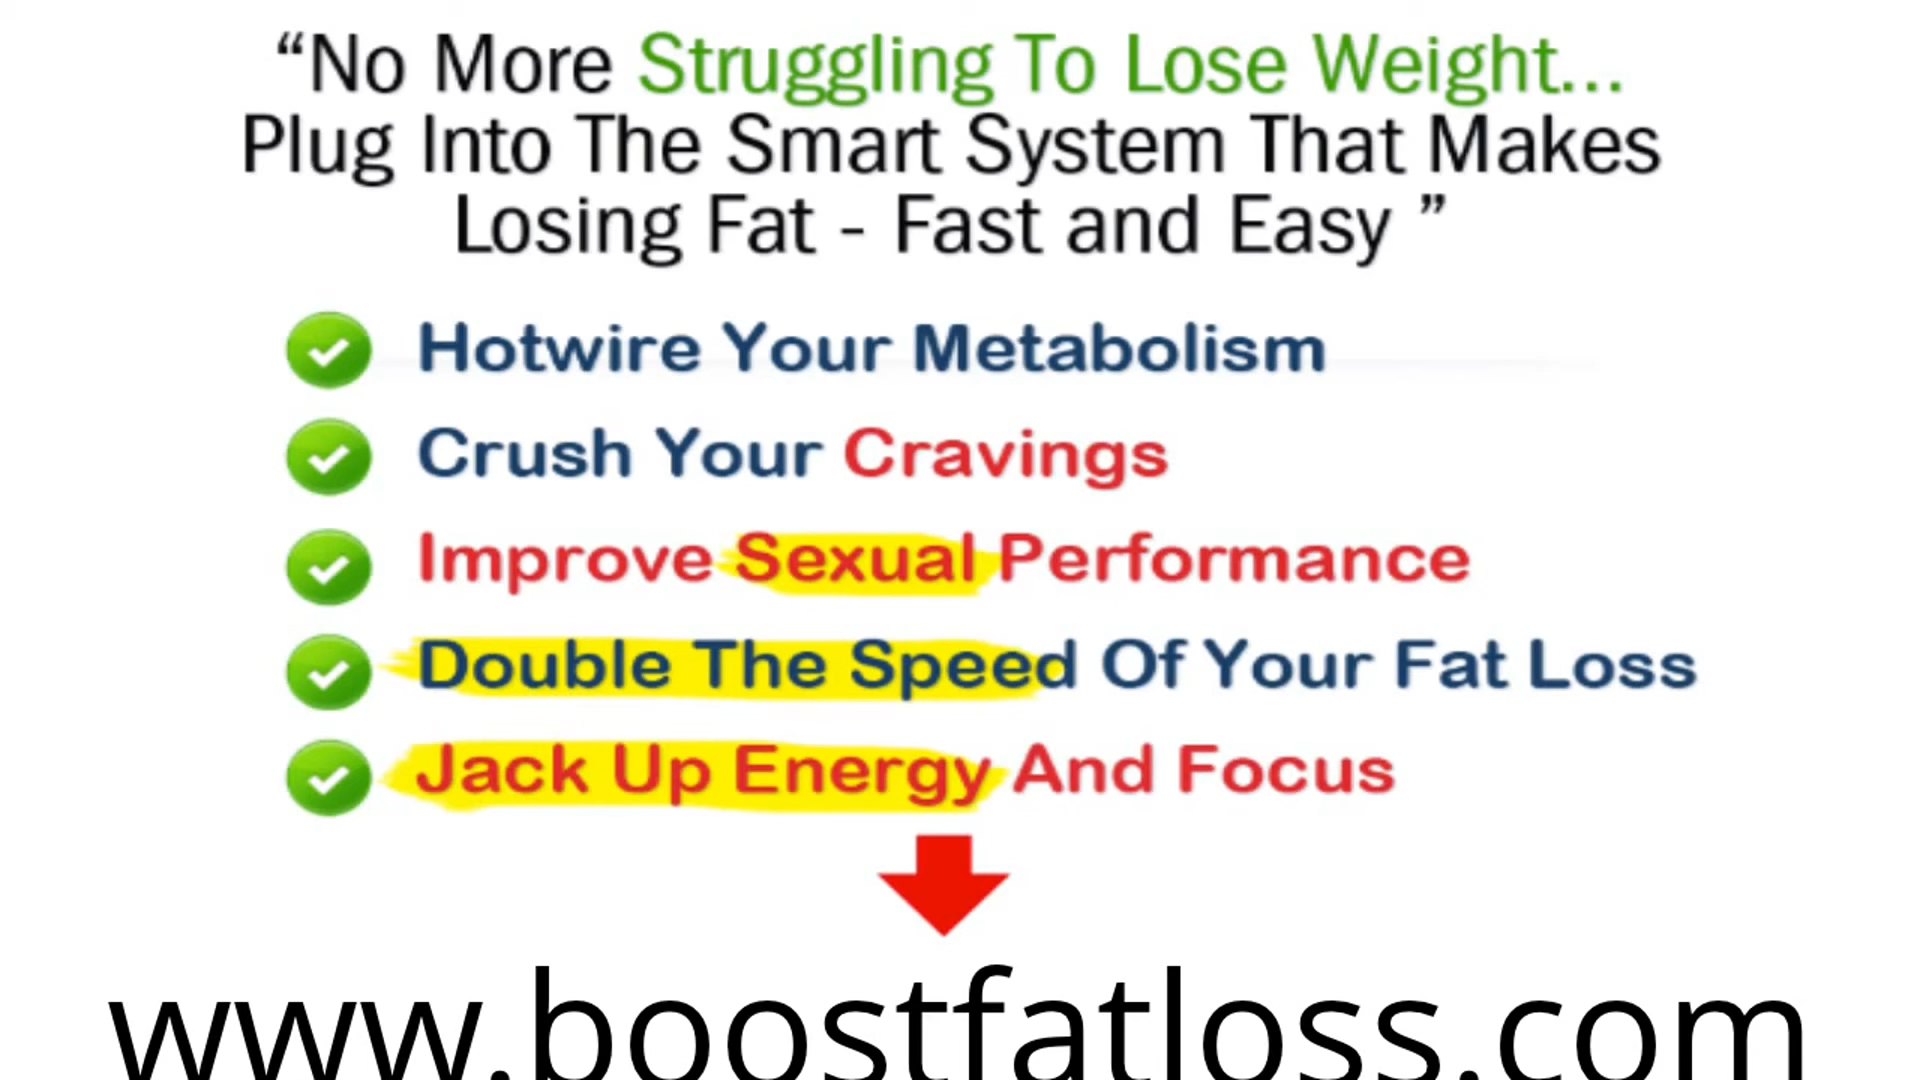 “No More Struggling To Lose Weight...
Plug Into The Smart System That Makes
Losing Fat - Fast and Easy ”
Hotwire Your Metabolism
Crush Your Cravings
Improve Sexual Performance
Double The Speed Of Your Fat Loss
Jack Up Energy And Focus
www.boostfatloss.com